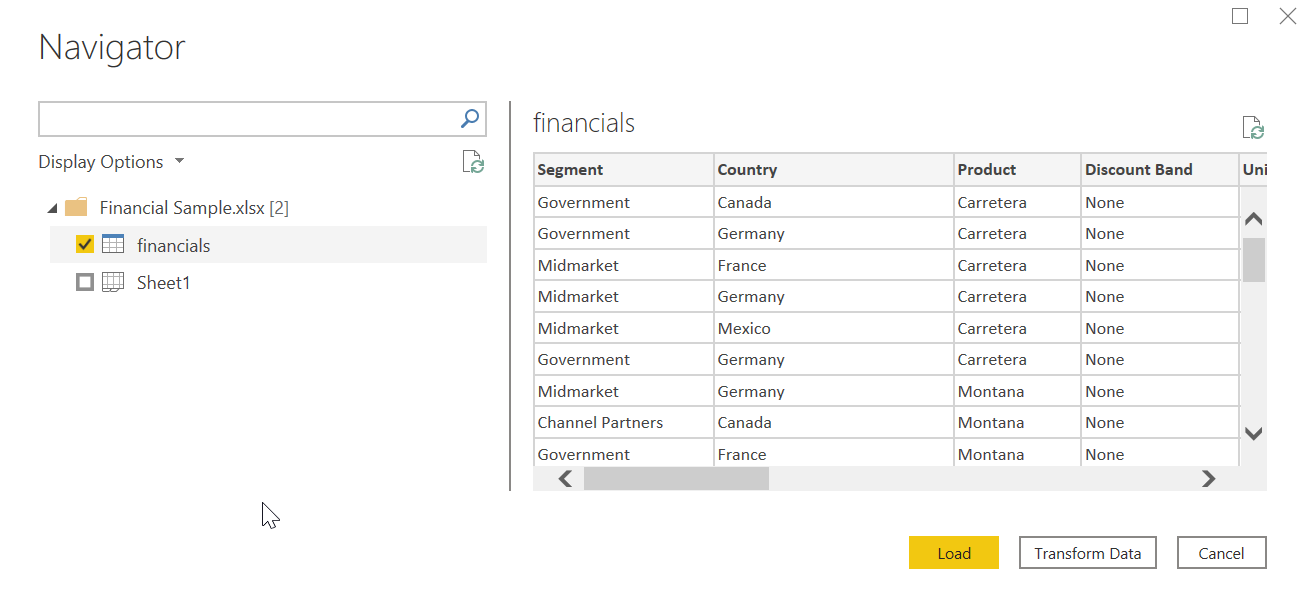 Navigator
Display Options
Financial Sample.xlsx [2]
financials
Sheet1
financials
Segment Country Product Discount Band Uni
Government Canada Carretera None
Government Germany Carretera None
Midmarket France Carretera None
Midmarket Germany Carretera None
Midmarket Mexico Carretera None
Government Germany Carretera None
Midmarket Germany Montana None
Channel Partners Canada Montana None
Government France Montana None
Load Transform Data Cancel